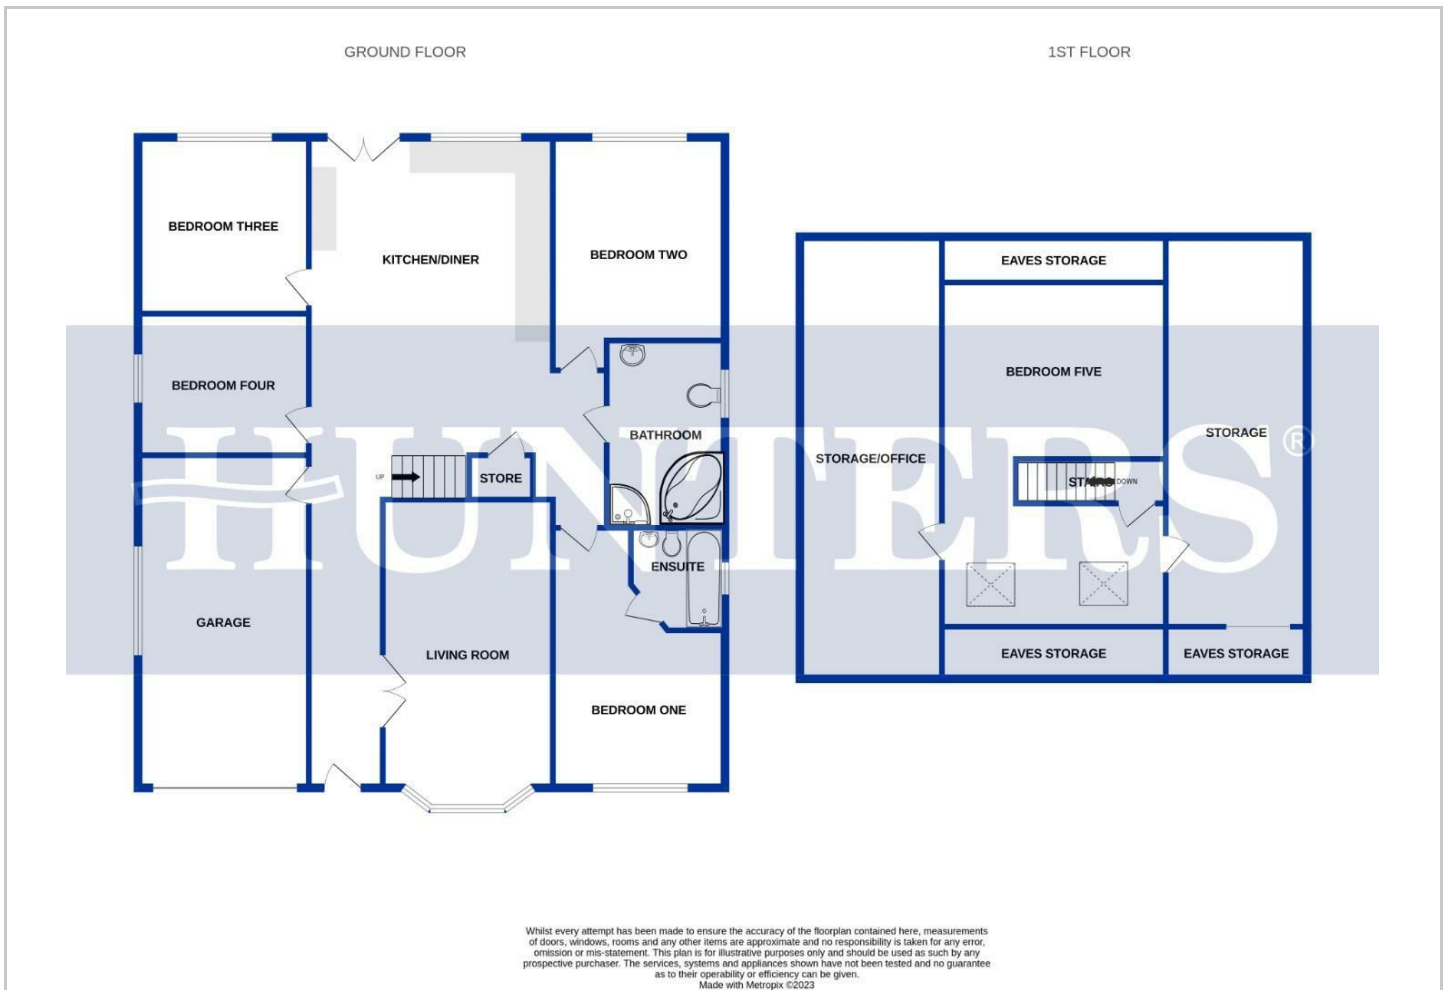 GROUND FLOOR
1ST FLOOR
BEDROOM THREE
KITCHEN/DINER
BEDROOM TWO
BEDROOM FOUR
BATHROOM
UP
STORE
ENSUITE
GARAGE
LIVING ROOM
BEDROOM ONE
EAVES STORAGE
BEDROOM FIVE
STORAGE
STORAGE/OFFICE
STAIRS
DOWN
EAVES STORAGE
EAVES STORAGE
HUNTERS®
Whilst every attempt has been made to ensure the accuracy of the floorplan contained here, measurements
of doors, windows, rooms and any other items are approximate and no responsibility is taken for any error,
omission or mis-statement. This plan is for illustrative purposes only and should be used as such by any
prospective purchaser. The services, systems and appliances shown have not been tested and no guarantee
as to their operability or efficiency can be given.
Made with Metropix ©2023